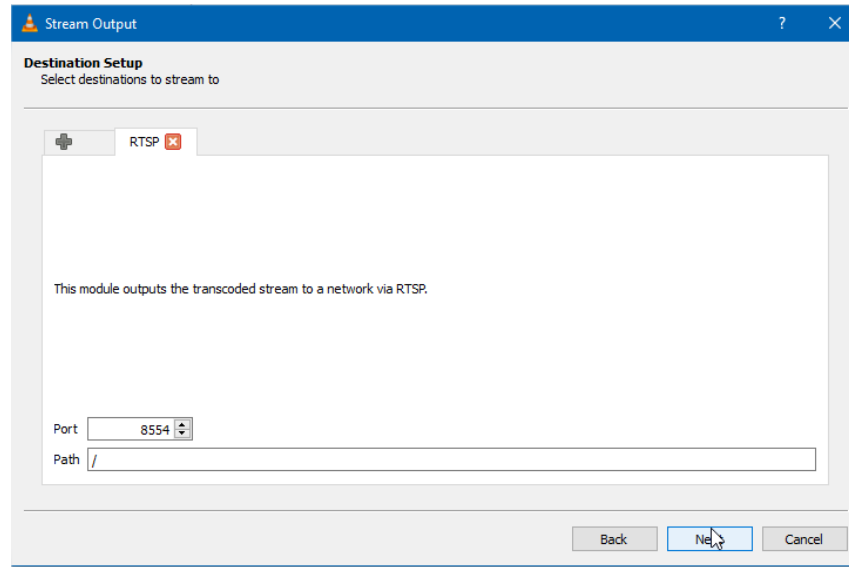 Stream Output
?
Destination Setup
Select destinations to stream to
RTSP
This module outputs the transcoded stream to a network via RTSP.
Port 8554
Path /
Back Cancel